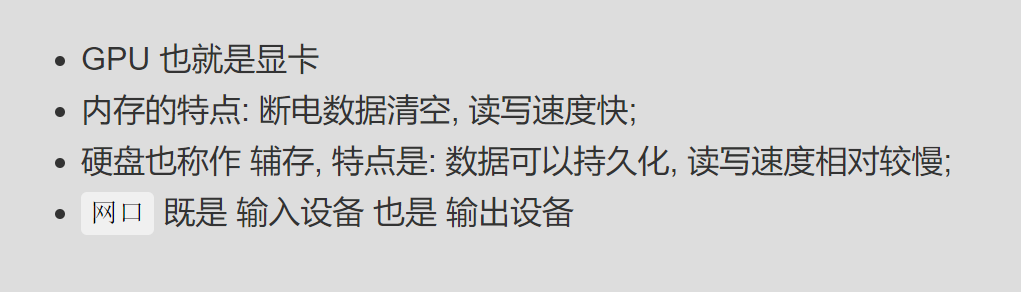 GPU 也就是显卡
内存的特点: 断电数据清空, 读写速度快;
硬盘也称作 辅存, 特点是: 数据可以持久化, 读写速度相对较慢;
网口 既是 输入设备 也是 输出设备